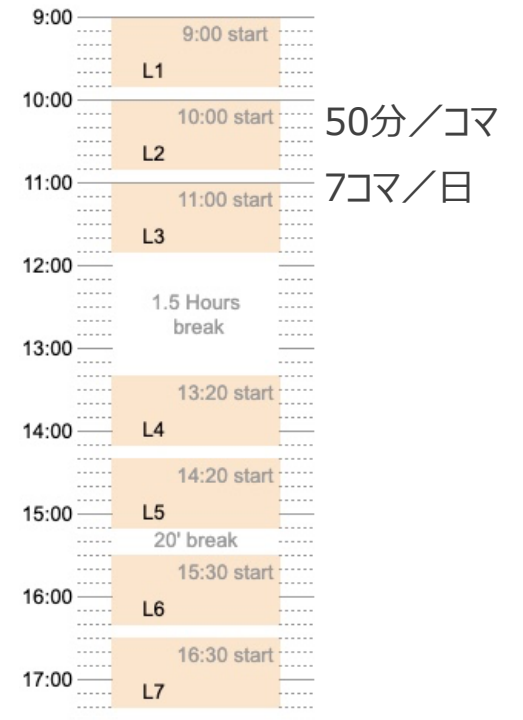 9:00
9:00 start
L1
10:00
10:00 start
L2
11:00
11:00 start
L3
12:00
1.5 Hours
break
13:00
13:20 start
14:00
L4
14:20 start
15:00
L5
20' break
15:30 start
16:00
L6
16:30 start
17:00
L7
50分／コマ
7コマ／日